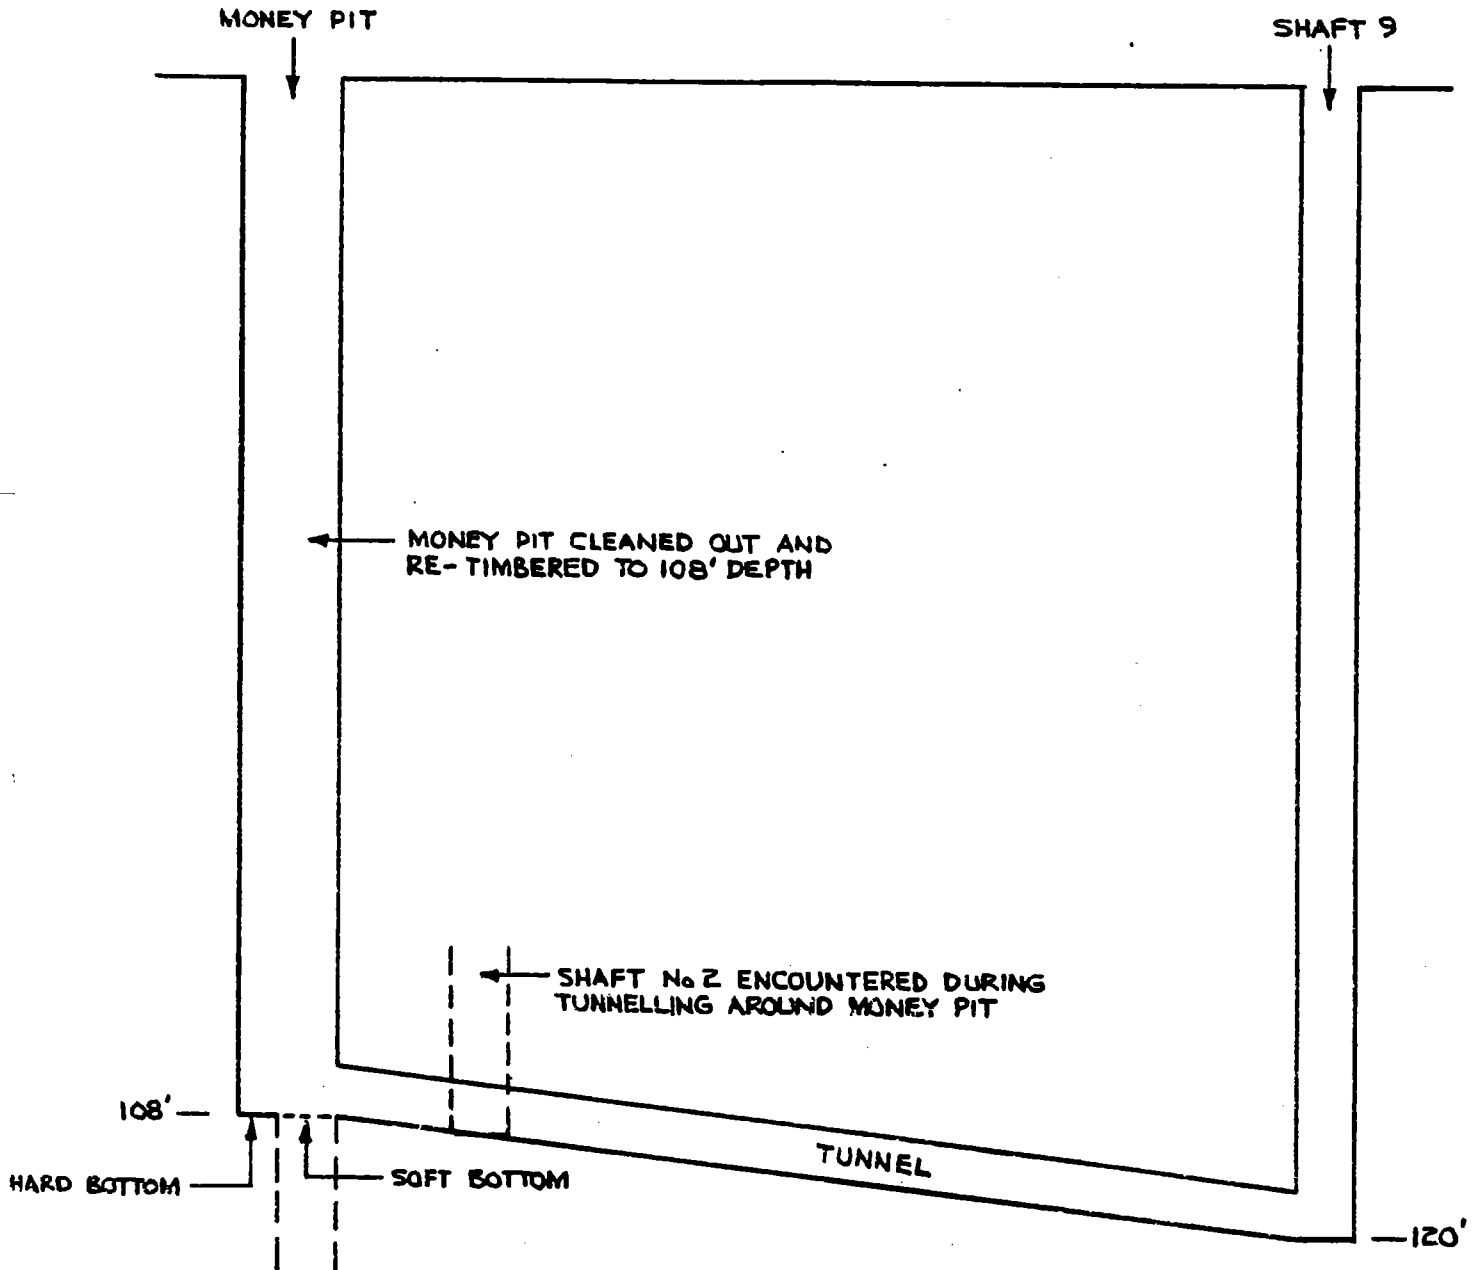 MONEY PIT
SHAFT 9
MONEY PIT CLEANED OUT AND
RE-TIMBERED TO 108' DEPTH
SHAFT No 2 ENCOUNTERED DURING
TUNNELLING AROUND MONEY PIT
108'
TUNNEL
HARD BOTTOM
SOFT BOTTOM
120'